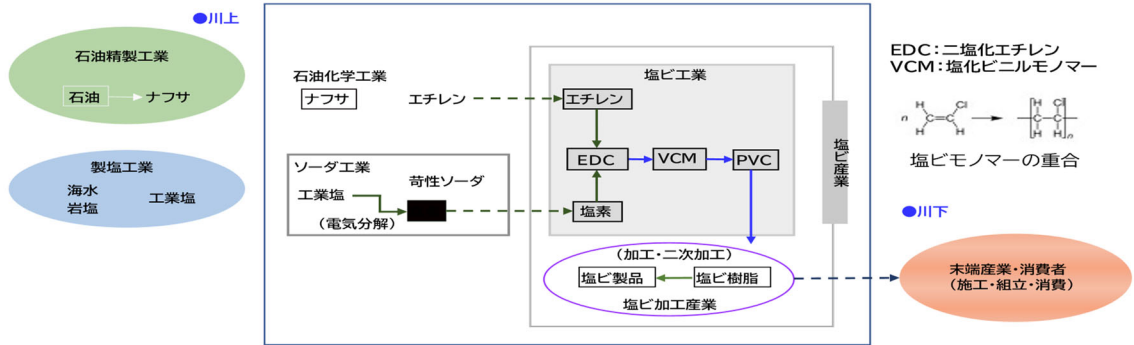 ●川上
石油精製工業
石油
ナフサ
製塩工業
海水
岩塩
工業塩
石油化学工業
ナフサ
エチレン
ソーダ工業
工業塩
苛性ソーダ
（電気分解）
塩ビ工業
エチレン
EDC
VCM
PVC
塩素
塩ビ産業
（加工・二次加工）
塩ビ製品
塩ビ樹脂
塩ビ加工産業
EDC：二塩化エチレン
VCM：塩化ビニルモノマー
n
H
Cl
C=C
H
H
H Cl
C-C
H H
n
塩ビモノマーの重合
●川下
末端産業・消費者
（施工・組立・消費）